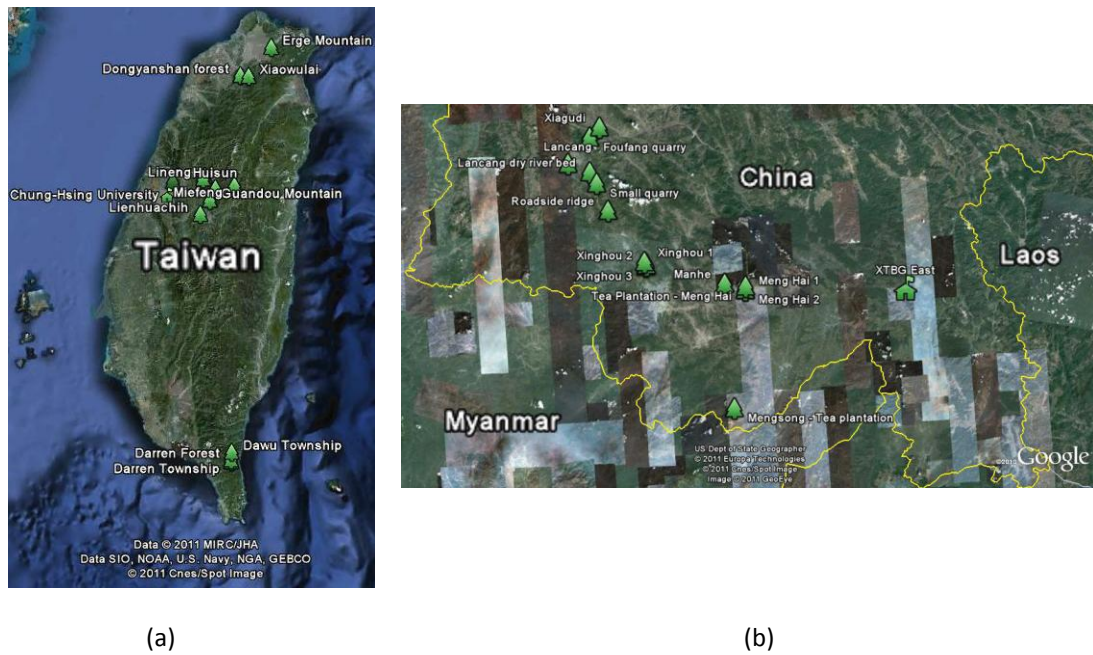 Erge Mountain
Dongyanshan forest Xiaowulai
Lineng Huisun
Chung-Hsing University Miefeng Guandou Mountain
Lienhuachih
Taiwan
Darren Forest Dawu Township
Darren Township
Data © 2011 MIRC/JHA
Data SIO, NOAA, U.S. Navy, NGA, GEBCO
© 2011 Cnes/Spot Image
(a)
Xiagudi
Lancang - Foufang quarry
Lancang dry river bed
China
Small quarry
Roadside ridge
Laos
Xinghou 2 Xinghou 1
Xinghou 3 Manhe Meng Hai 1 XTBG East
Tea Plantation - Meng Hai Meng Hai 2
Myanmar Mengsong - Tea plantation
US Dept of State Geographer
© 2011 Europa Technologies
© 2011 Cnes/Spot Image
Image © 2011 GeoEye
©2010 Google
(b)